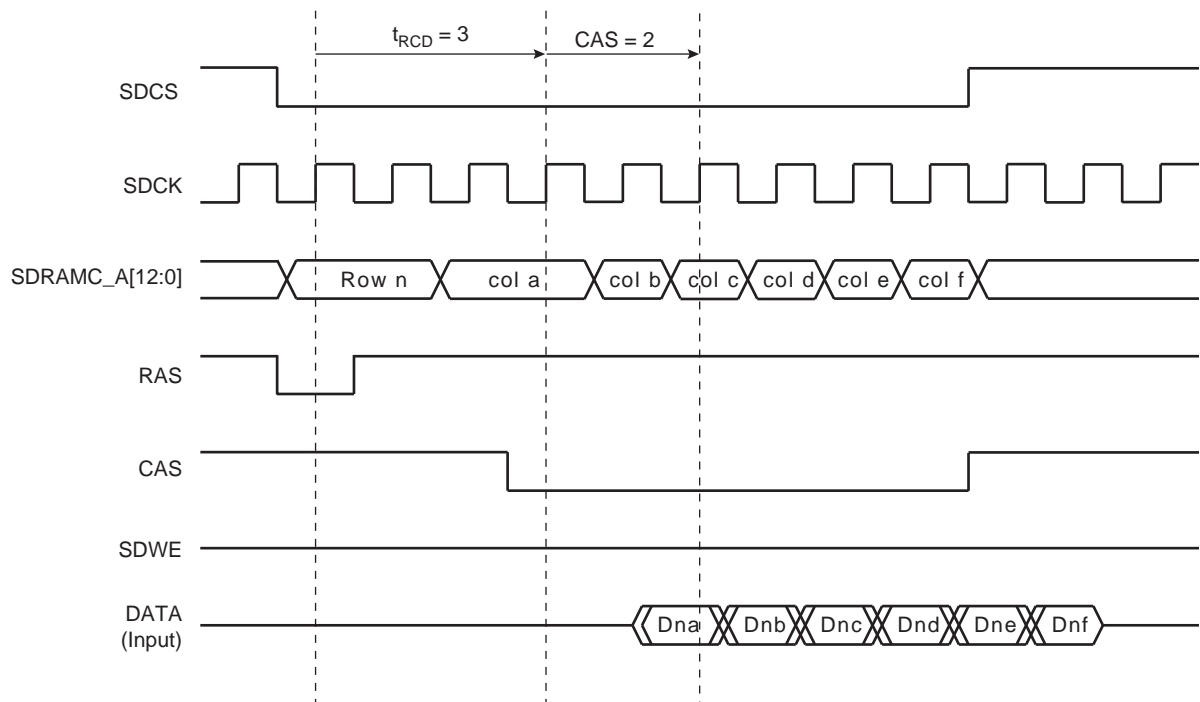 tRCD = 3
CAS = 2
SDCS
SDCK
SDRAMC_A[12:0]
Row n
col a
col b
col c
col d
col e
col f
RAS
CAS
SDWE
DATA
(Input)
Dna
Dnb
Dnc
Dnd
Dne
Dnf